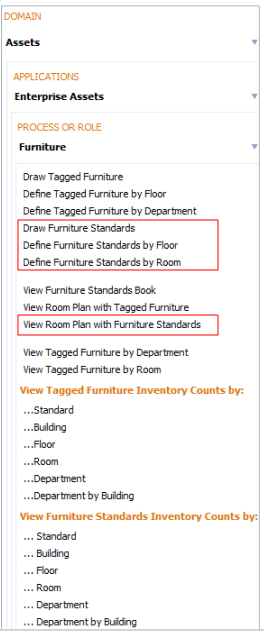 DOMAIN
Assets
APPLICATIONS
Enterprise Assets
PROCESS OR ROLE
Furniture
Draw Tagged Furniture
Define Tagged Furniture by Floor
Define Tagged Furniture by Department
Draw Furniture Standards
Define Furniture Standards by Floor
Define Furniture Standards by Room
View Furniture Standards Book
View Room Plan with Tagged Furniture
View Room Plan with Furniture Standards
View Tagged Furniture by Department
View Tagged Furniture by Room
View Tagged Furniture Inventory Counts by:
...Standard
...Building
...Floor
...Room
...Department
...Department by Building
View Furniture Standards Inventory Counts by:
... Standard
... Building
... Floor
... Room
... Department
... Department by Building